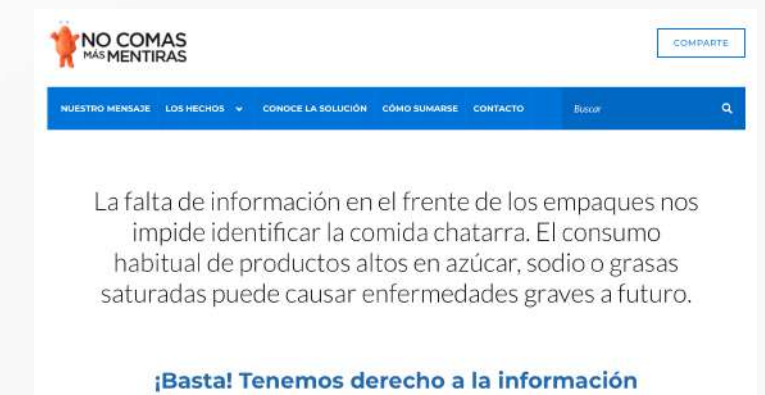 NO COMAS
MÁS MENTIRAS
COMPARTE
NUESTRO MENSAJE LOS HECHOS CONOCE LA SOLUCIÓN CÓMO SUMARSE CONTACTO Buscar
La falta de información en el frente de los empaques nos
impide identificar la comida chatarra. El consumo
habitual de productos altos en azúcar, sodio o grasas
saturadas puede causar enfermedades graves a futuro.
¡Basta! Tenemos derecho a la información